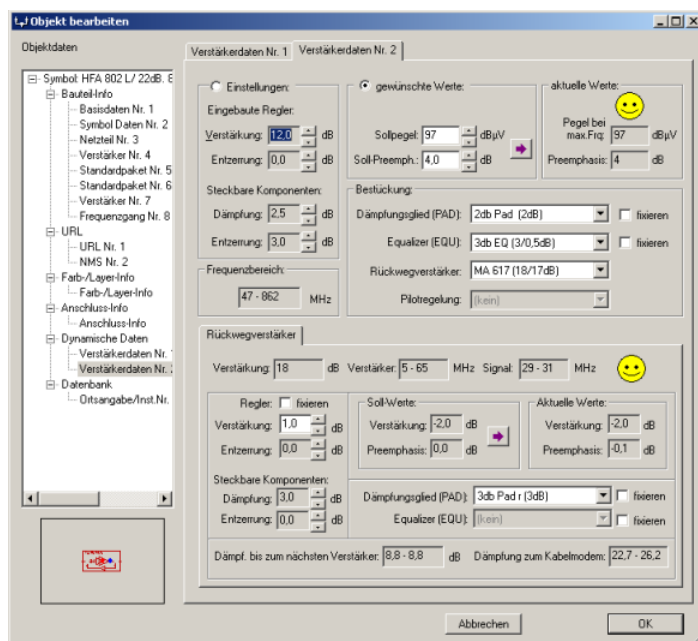 Objekt bearbeiten
Objektdaten
Symbol: HFA 802 L/ 22dB. 8
Bauteil-Info
Basisdaten Nr. 1
Symbol Daten Nr. 2
Netzteil Nr. 3
Verstärker Nr. 4
Standardpaket Nr. 5
Standardpaket Nr. 6
Verstärker Nr. 7
Frequenzgang Nr. 8
URL
URL Nr. 1
NMS Nr. 2
Farb-/Layer-Info
Farb-/Layer-Info
Anschluss-Info
Anschluss-Info
Dynamische Daten
Verstärkerdaten Nr.
Verstärkerdaten Nr. 2
Datenbank
Ortsangabe/Inst.Nr.
Verstärkerdaten Nr. 1 Verstärkerdaten Nr. 2
Einstellungen:
Eingebaute Regler:
Verstärkung: 12,0 dB
Entzerrung: 0,0 dB
Steckbare Komponenten:
Dämpfung: 2,5 dB
Entzerrung: 3,0 dB
Frequenzbereich:
47 - 862 MHz
gewünschte Werte:
Sollpegel: 97 dBµV
Soll-Preemph.: 4,0 dB
aktuelle Werte:
Pegel bei
max.Frq: 97 dBµV
Preemphasis: 4 dB
Bestückung:
Dämpfungsglied (PAD): 2db Pad (2dB) fixieren
Equalizer (EQU): 3db EQ (3/0,5dB) fixieren
Rückwegverstärker: MA 617 (18/17dB)
Pilotregelung: (kein)
Rückwegverstärker
Verstärkung: 18 dB Verstärker: 5 - 65 MHz Signal: 29 - 31 MHz
Regler: fixieren
Verstärkung: 1,0 dB
Entzerrung: 0,0 dB
Steckbare Komponenten:
Dämpfung: 3,0 dB
Entzerrung: 0,0 dB
Soll-Werte:
Verstärkung: -2,0 dB
Preemphasis: 0,0 dB
Aktuelle Werte:
Verstärkung: -2,0 dB
Preemphasis: -0,1 dB
Dämpfungsglied (PAD): 3db Pad r (3dB) fixieren
Equalizer (EQU): (kein) fixieren
Dämpf. bis zum nächsten Verstärker: 8,8 - 8,8 dB Dämpfung zum Kabelmodem: 22,7 - 26,2
Abbrechen OK